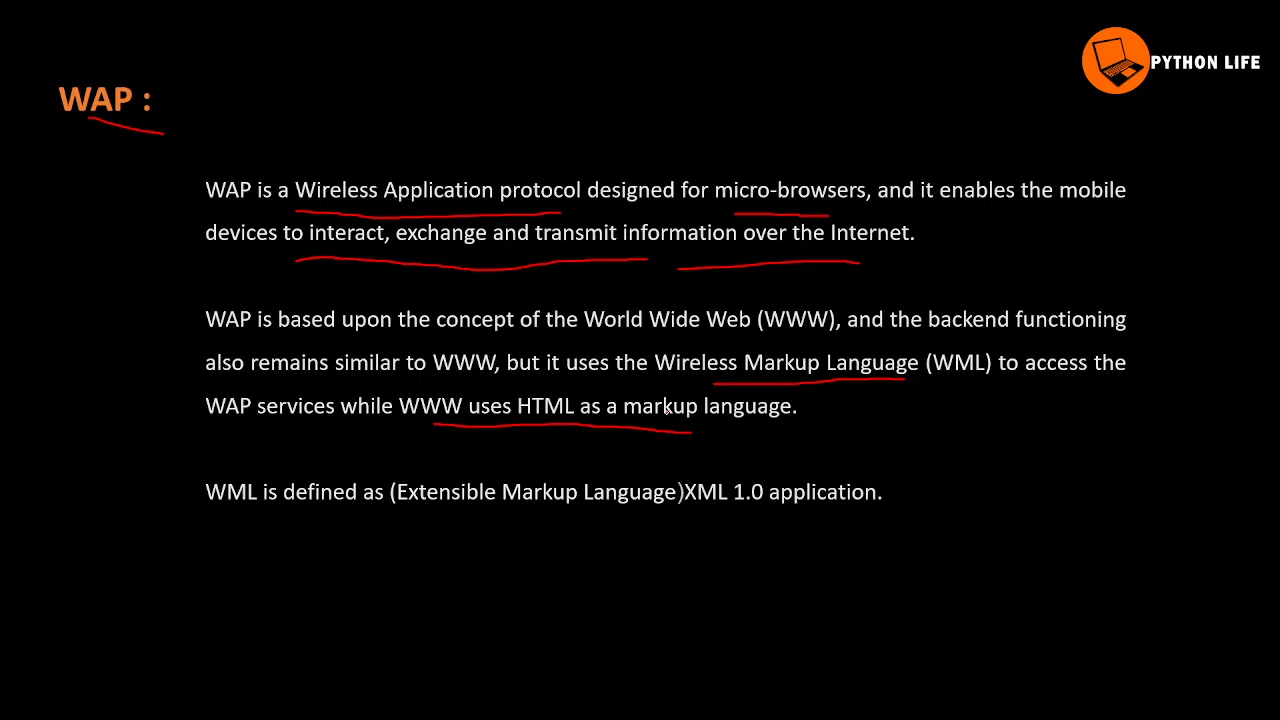 PYTHON LIFE
WAP :
WAP is a Wireless Application protocol designed for micro-browsers, and it enables the mobile
devices to interact, exchange and transmit information over the Internet.
WAP is based upon the concept of the World Wide Web (WWW), and the backend functioning
also remains similar to WWW, but it uses the Wireless Markup Language (WML) to access the
WAP services while WWW uses HTML as a markup language.
WML is defined as (Extensible Markup Language)XML 1.0 application.